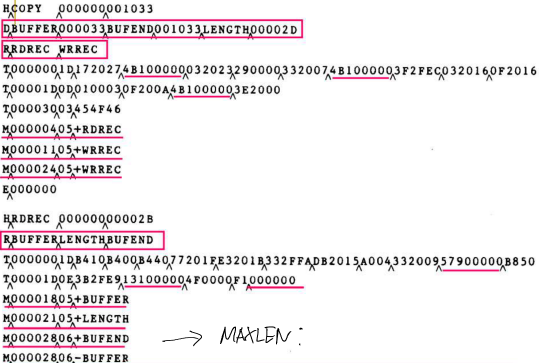 HCOPY  000000001033
DBUFFER000033BUFEND001033LENGTH00002D
RRDREC WRREC
T0000001D1720274B1000000320232900003320074B1000003F2FEC0320160F2016
T00001D0D0100030F200A4B1000003E2000
T00003003454F46
M00000405+RDREC
M00001105+WRREC
M00002405+WRREC
E000000
HRDREC 00000000002B
RBUFFERLENGTHBUFEND
T0000001DB410B400B44077201FE3201B332FFADB2015A00433200957900000B850
T00001D0E3B2FE9131000004F0000F1000000
M00001805+BUFFER
M00002105+LENGTH
M00002806+BUFEND → MAXLEN:
M00002806-BUFFER